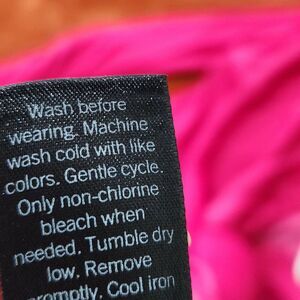 Wash before
wearing. Machine
wash cold with like
colors. Gentle cycle.
Only non-chlorine
bleach when
needed. Tumble dry
low. Remove
promptly. Cool iron